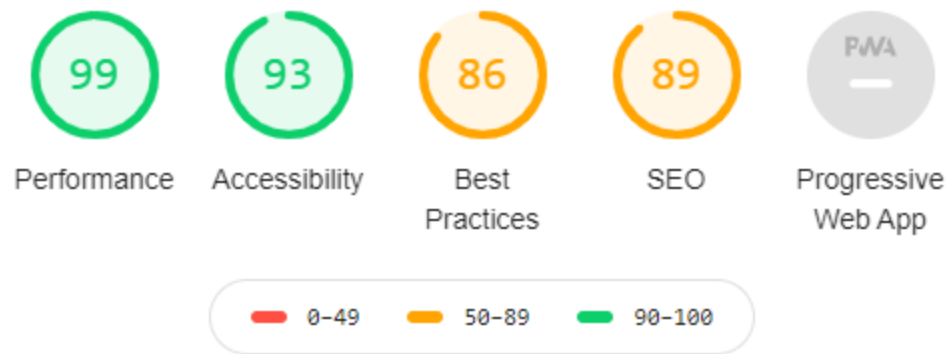 99 93 86 89 PWA
Performance Accessibility Best Practices SEO Progressive Web App
0–49 50–89 90–100